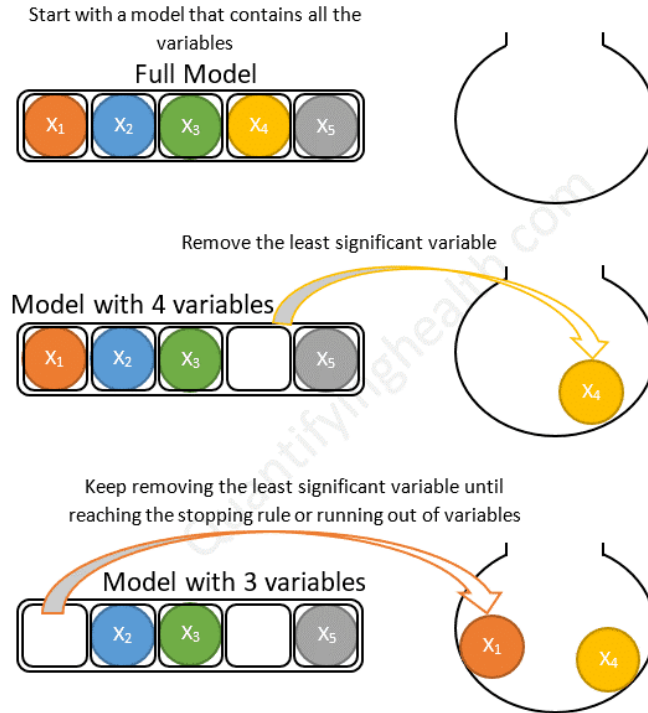 Start with a model that contains all the
variables
Full Model
X₁ X₂ X₃ X₄ X₅
Remove the least significant variable
Model with 4 variables
X₁ X₂ X₃ X₅
X₄
Keep removing the least significant variable until
reaching the stopping rule or running out of variables
Model with 3 variables
X₂ X₃ X₅
X₁ X₄
Quantifyinghealth com